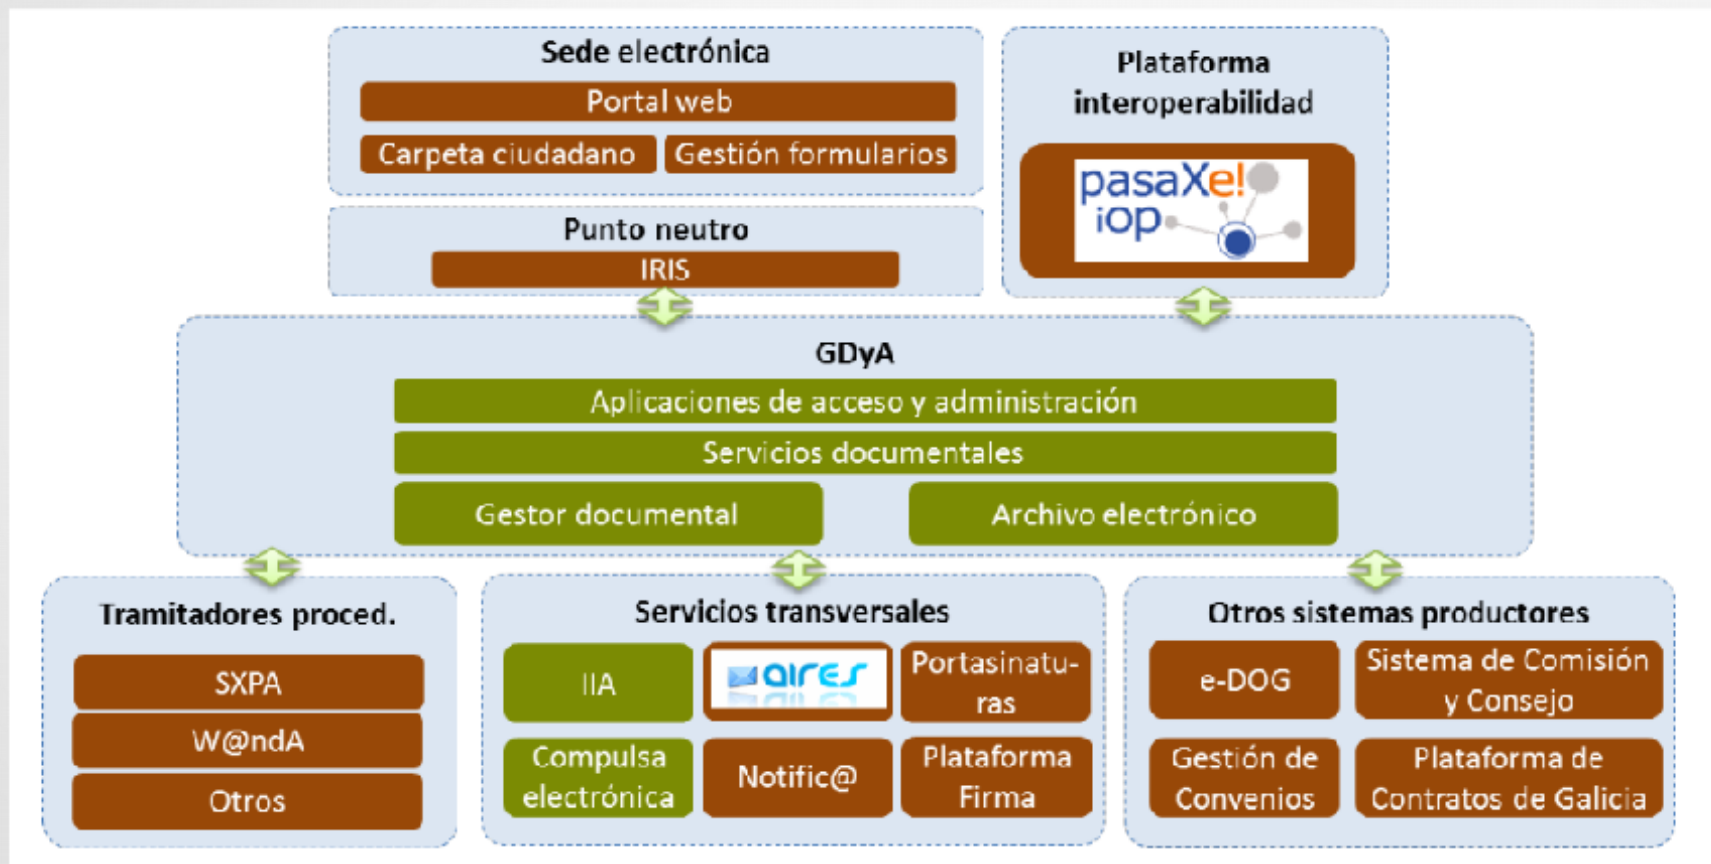 Sede electrónica
Portal web
Carpeta ciudadano
Gestión formularios
Punto neutro
IRIS
Plataforma
interoperabilidad
pasaXe!
iop
GDyA
Aplicaciones de acceso y administración
Servicios documentales
Gestor documental
Archivo electrónico
Tramitadores proced.
SXPA
W@ndA
Otros
Servicios transversales
IIA
aires
Portasinatu-
ras
Compulsa
electrónica
Notific@
Plataforma
Firma
Otros sistemas productores
e-DOG
Sistema de Comisión
y Consejo
Gestión de
Convenios
Plataforma de
Contratos de Galicia